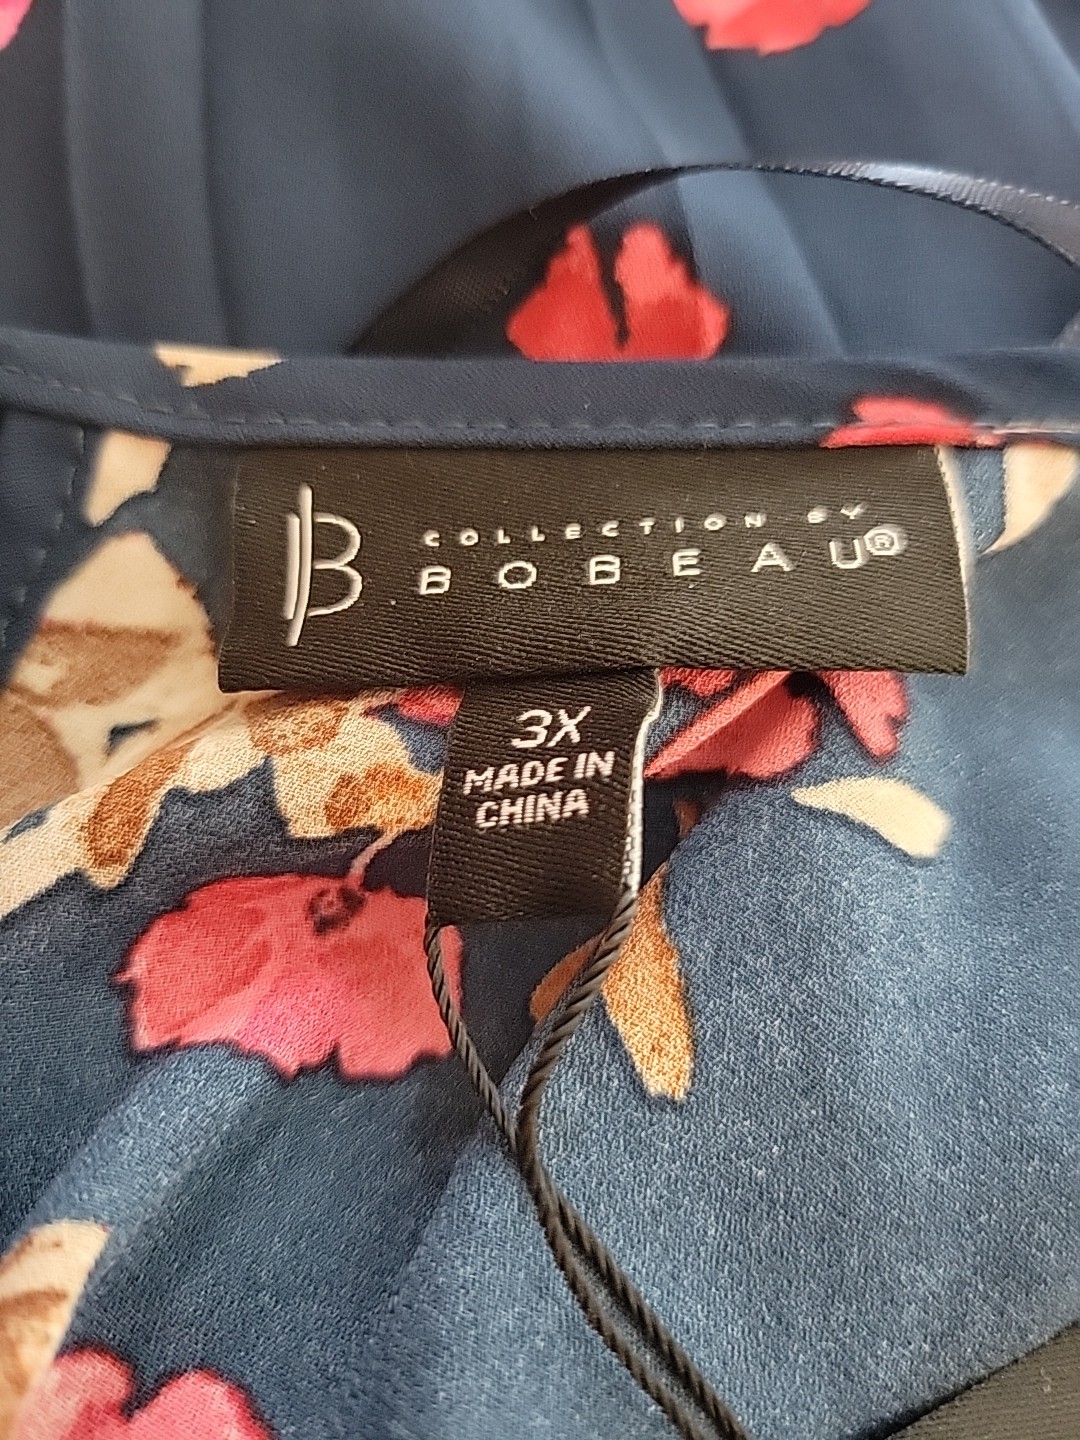 B
COLLECTION BY
BOBEAU®
3X
MADE IN
CHINA